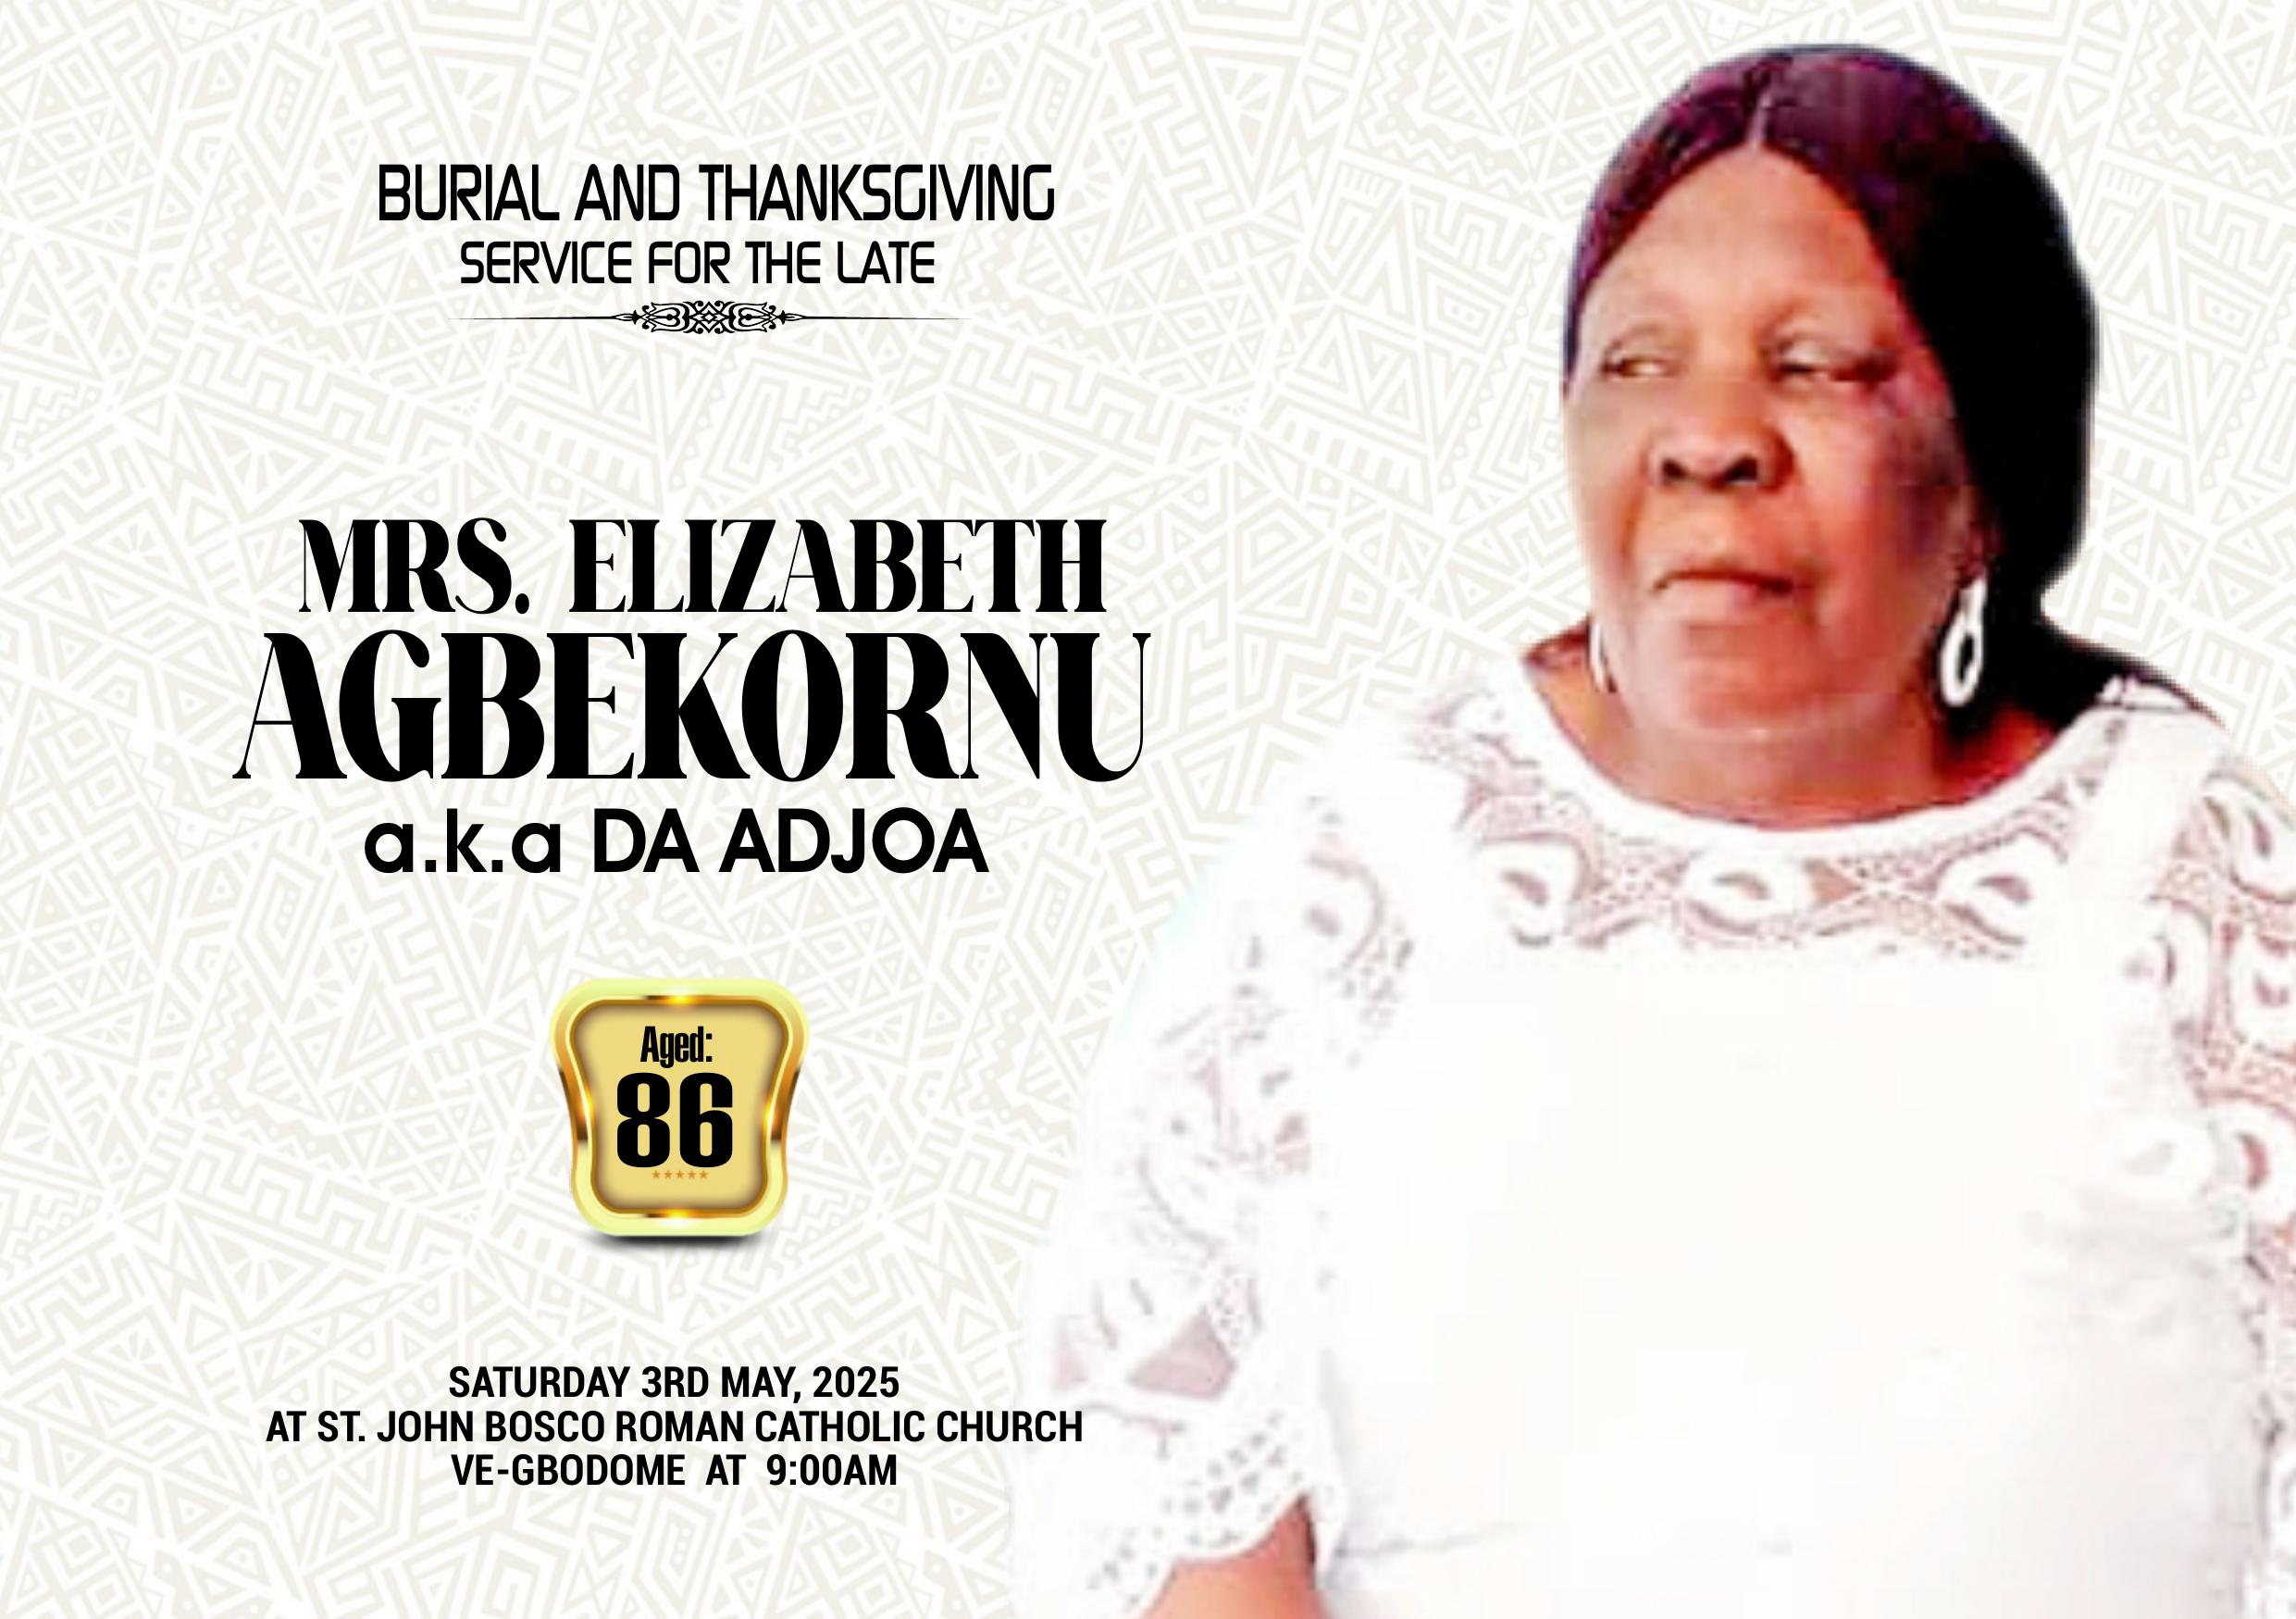 BURIAL AND THANKSGIVING
SERVICE FOR THE LATE
MRS. ELIZABETH
AGBEKORNU
a.k.a DA ADJOA
Aged:
86
SATURDAY 3RD MAY, 2025
AT ST. JOHN BOSCO ROMAN CATHOLIC CHURCH
VE-GBODOME AT 9:00AM